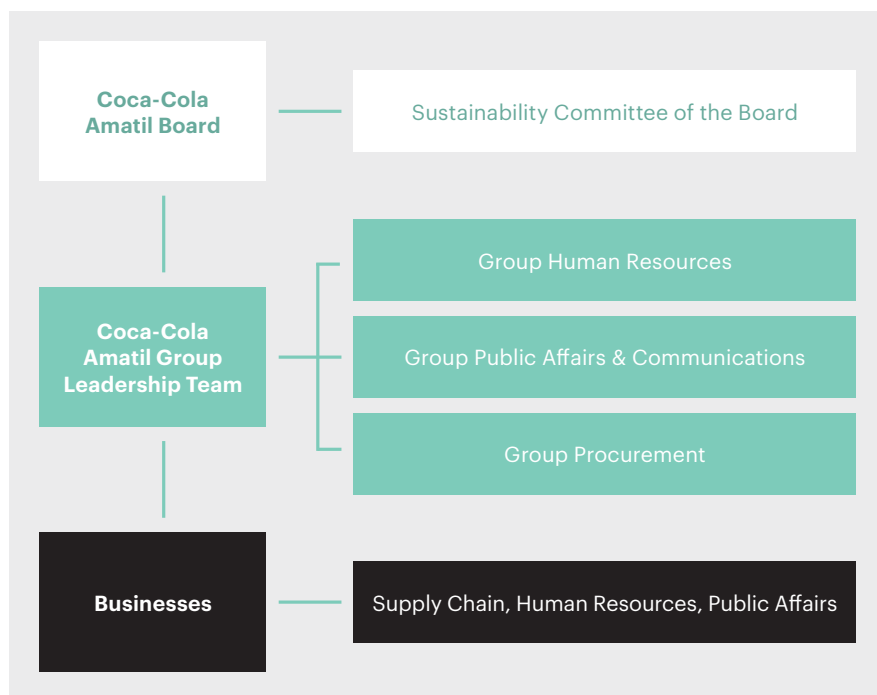 Coca-Cola
Amatil Board
Sustainability Committee of the Board
Coca-Cola
Amatil Group
Leadership Team
Group Human Resources
Group Public Affairs & Communications
Group Procurement
Businesses
Supply Chain, Human Resources, Public Affairs